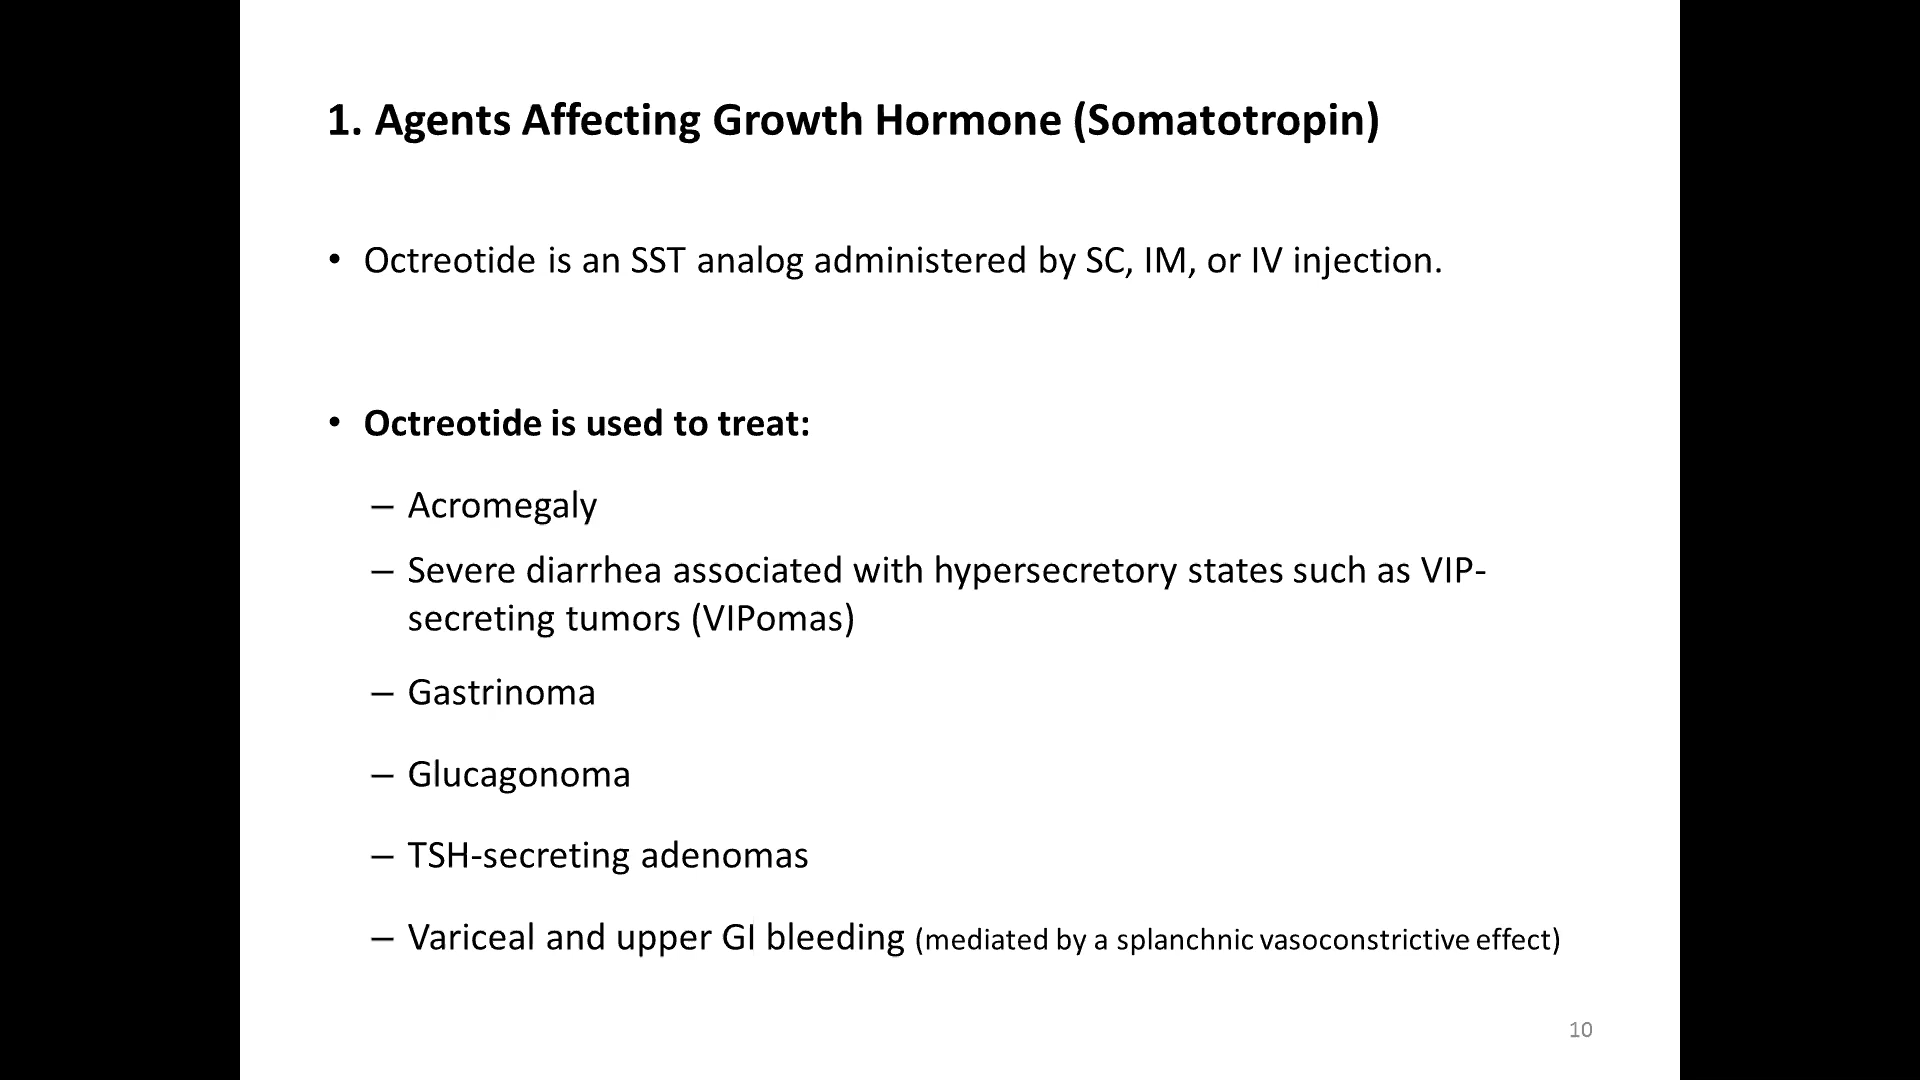 1. Agents Affecting Growth Hormone (Somatotropin)
• Octreotide is an SST analog administered by SC, IM, or IV injection.
• Octreotide is used to treat:
– Acromegaly
– Severe diarrhea associated with hypersecretory states such as VIP-
secreting tumors (VIPomas)
– Gastrinoma
– Glucagonoma
– TSH-secreting adenomas
– Variceal and upper GI bleeding (mediated by a splanchnic vasoconstrictive effect)
10